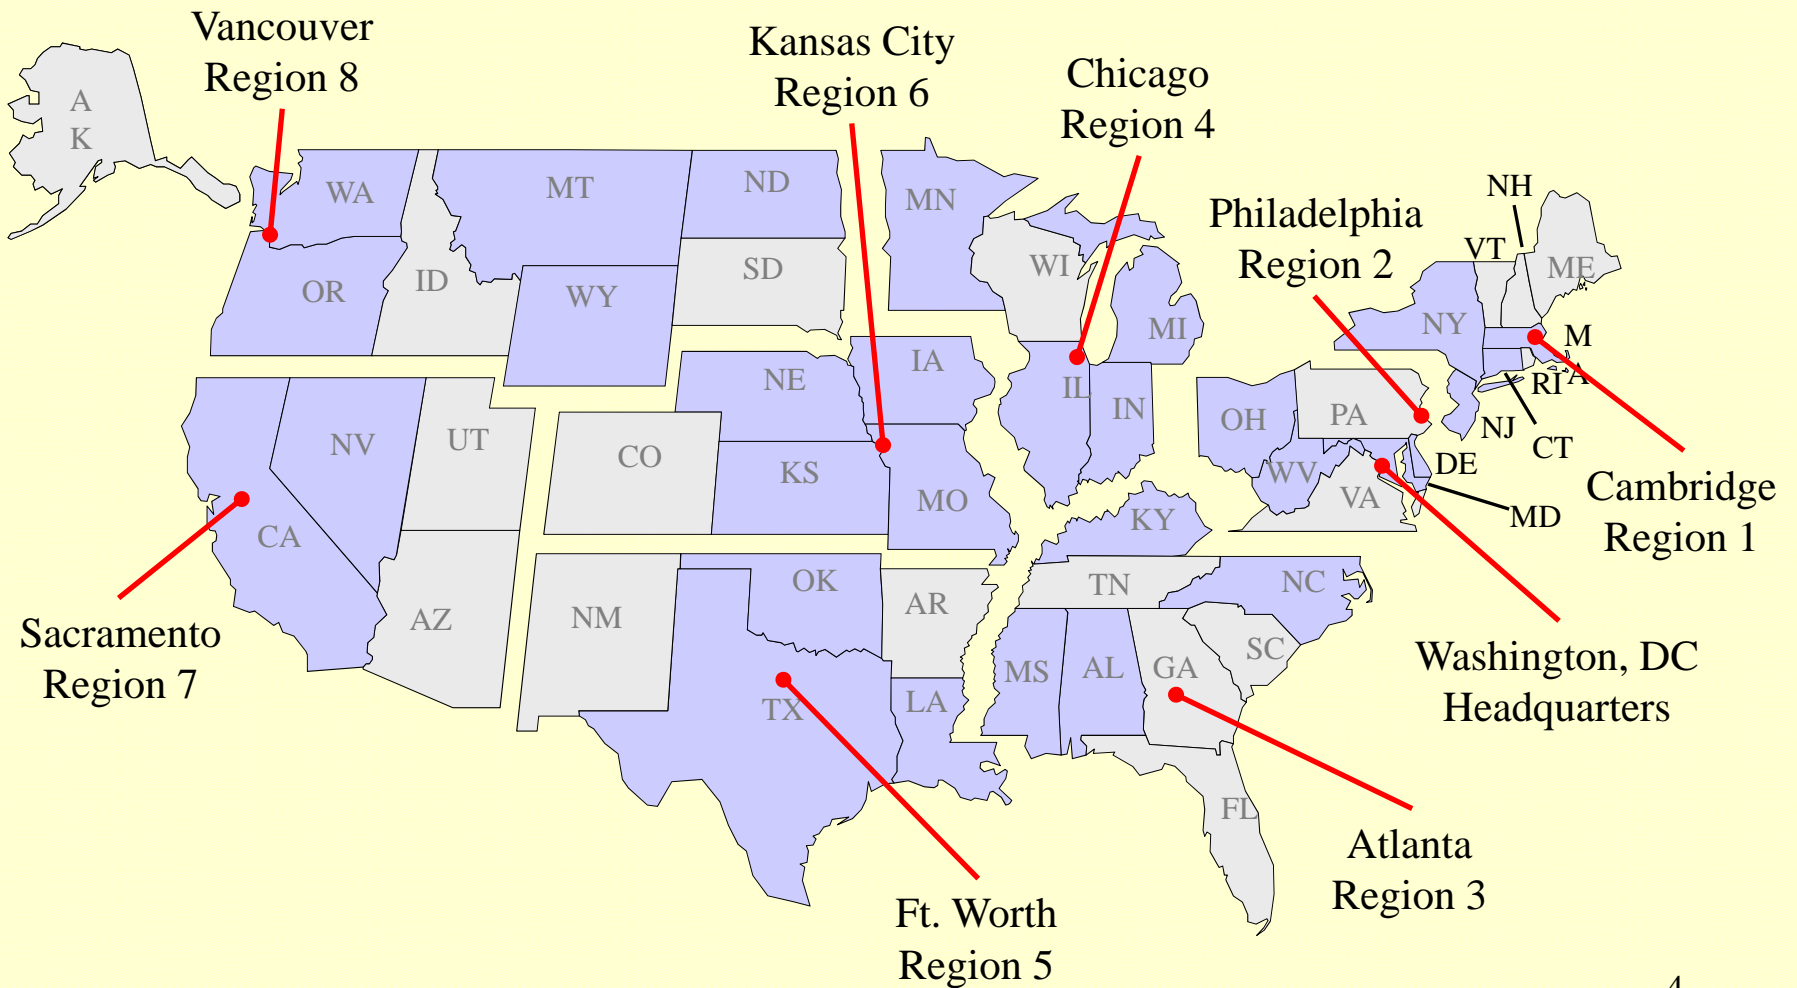 Vancouver
Region 8
Kansas City
Region 6
Chicago
Region 4
Philadelphia
Region 2
Cambridge
Region 1
Washington, DC
Headquarters
Atlanta
Region 3
Ft. Worth
Region 5
Sacramento
Region 7
A
K
WA
MT
ND
MN
NH
VT
ME
OR
ID
WY
SD
WI
MI
NY
M
A
RI
CT
NJ
NE
IA
IL
IN
OH
PA
DE
MD
NV
UT
CO
KS
MO
WV
VA
KY
CA
AZ
NM
OK
AR
TN
NC
SC
TX
LA
MS
AL
GA
FL
4